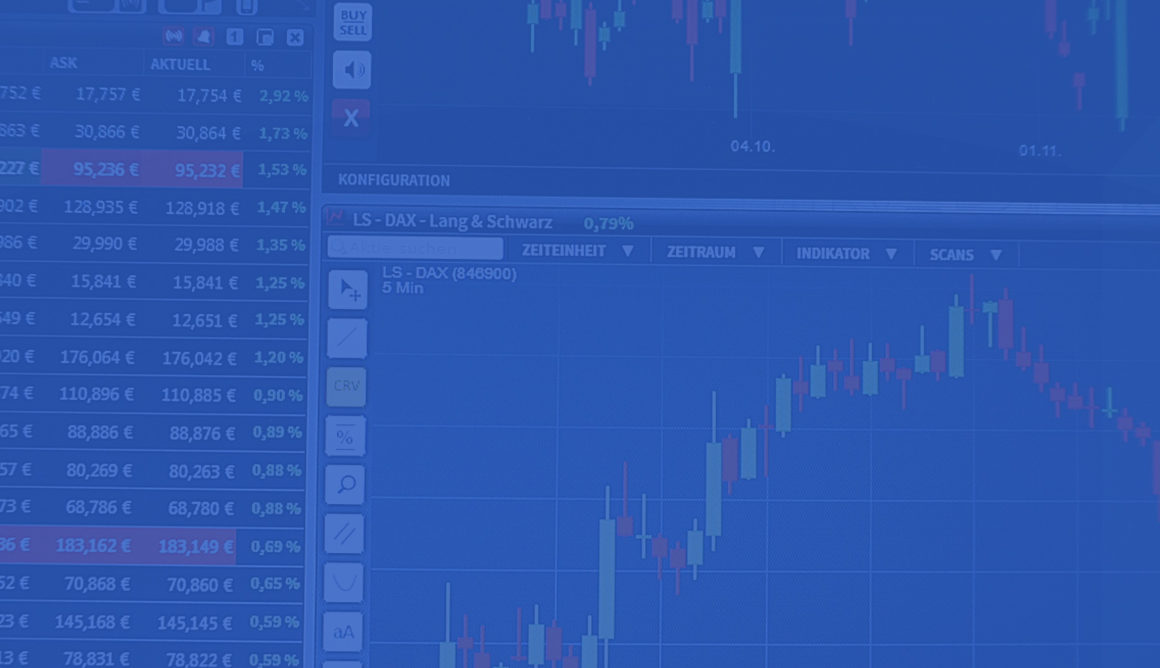 BUY
SELL
1
ASK AKTUELL %
752 € 17,757 € 17,754 € 2,92 %
863 € 30,866 € 30,864 € 1,73 %
X
227 € 95,236 € 95,232 € 1,53 %
902 € 128,935 € 128,918 € 1,47 %
986 € 29,990 € 29,988 € 1,35 %
840 € 15,841 € 15,841 € 1,25 %
649 € 12,654 € 12,651 € 1,25 %
020 € 176,064 € 176,042 € 1,20 %
74 € 110,896 € 110,885 € 0,90 %
65 € 88,886 € 88,876 € 0,89 %
57 € 80,269 € 80,263 € 0,88 %
73 € 68,786 € 68,780 € 0,88 %
36 € 183,162 € 183,149 € 0,69 %
52 € 70,868 € 70,860 € 0,65 %
23 € 145,168 € 145,145 € 0,59 %
13 € 78,831 € 78,822 € 0,59 %
04.10. 01.11.
KONFIGURATION
LS - DAX - Lang & Schwarz 0,79%
Aktie suchen ZEITEINHEIT ▼ ZEITRAUM ▼ INDIKATOR ▼ SCANS ▼
LS - DAX (846900)
5 Min
CRV
%
aA